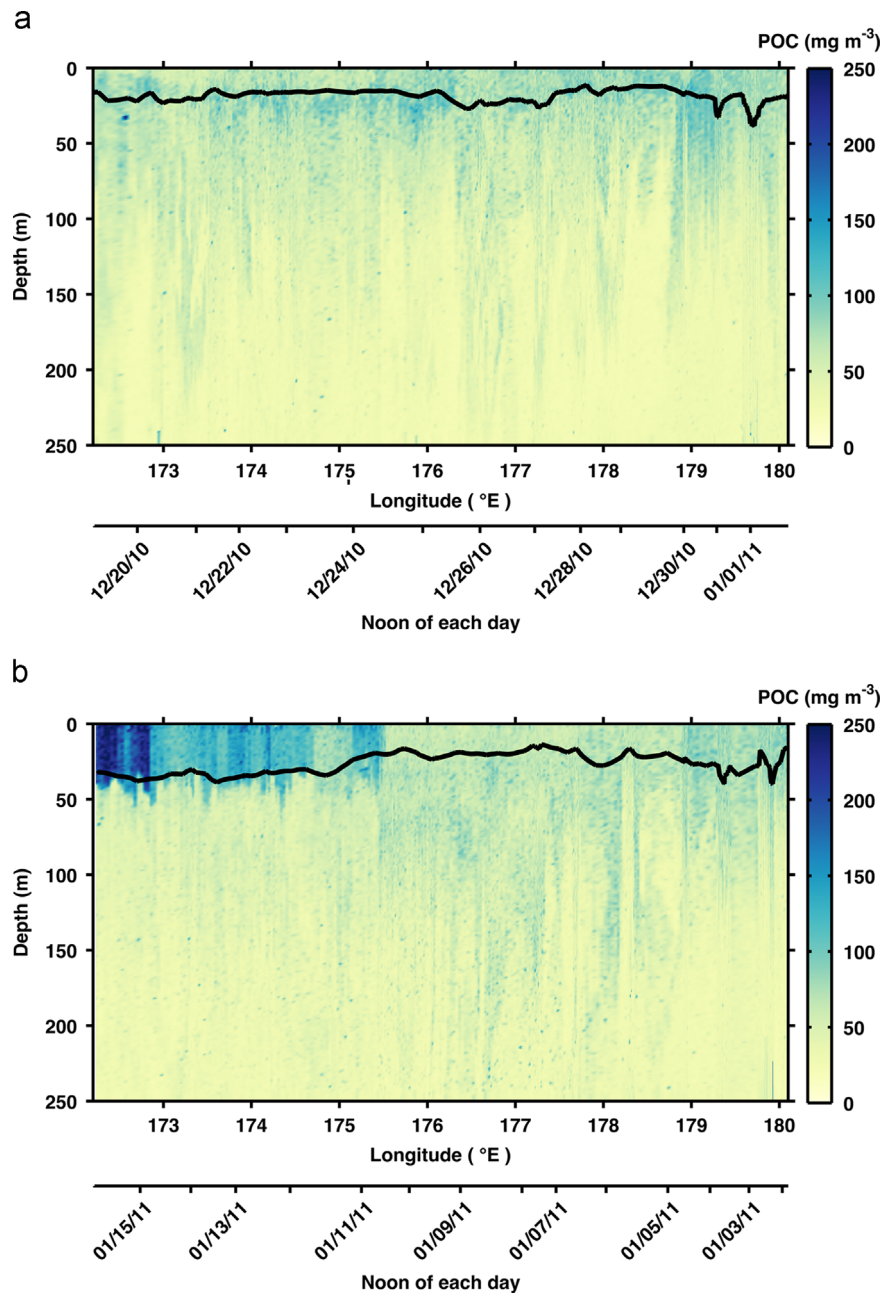 a
POC (mg m⁻³)
0
50
100
150
200
250
Depth (m)
250
200
150
100
50
0
173 174 175 176 177 178 179 180
Longitude ( °E )
12/20/10 12/22/10 12/24/10 12/26/10 12/28/10 12/30/10 01/01/11
Noon of each day
b
POC (mg m⁻³)
0
50
100
150
200
250
Depth (m)
250
200
150
100
50
0
173 174 175 176 177 178 179 180
Longitude ( °E )
01/15/11 01/13/11 01/11/11 01/09/11 01/07/11 01/05/11 01/03/11
Noon of each day